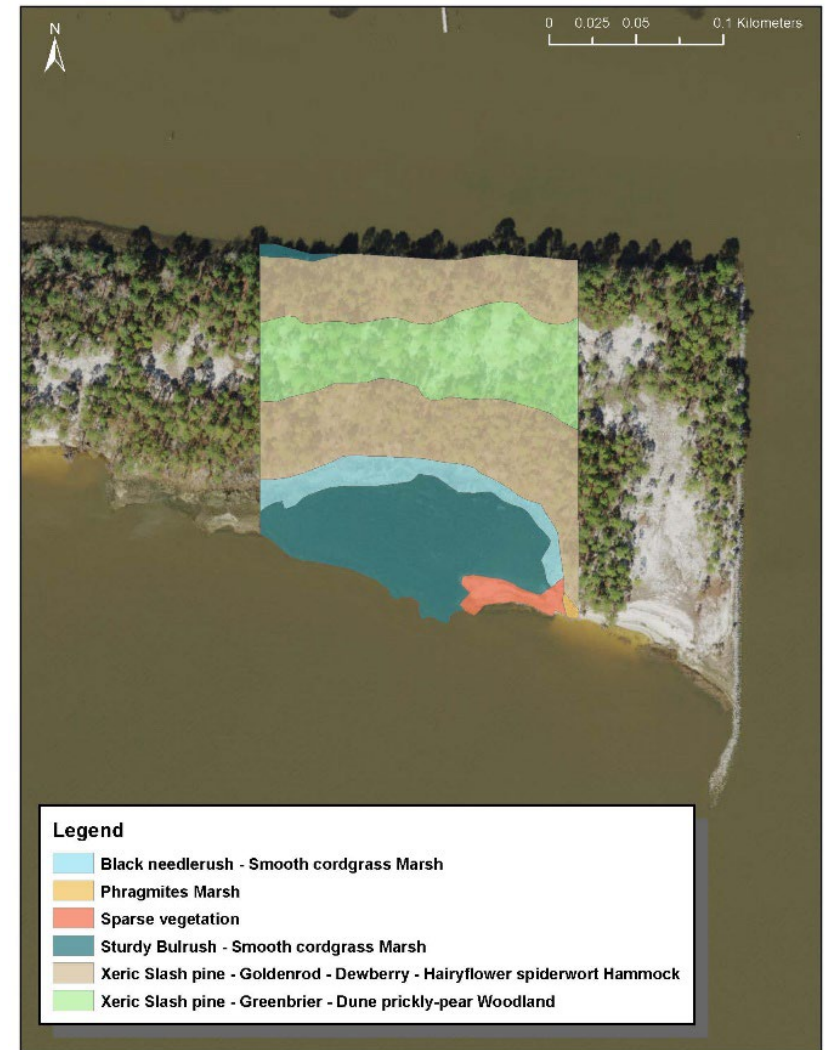 N
0 0.025 0.05 0.1 Kilometers
Legend
Black needlerush - Smooth cordgrass Marsh
Phragmites Marsh
Sparse vegetation
Sturdy Bulrush - Smooth cordgrass Marsh
Xeric Slash pine - Goldenrod - Dewberry - Hairyflower spiderwort Hammock
Xeric Slash pine - Greenbrier - Dune prickly-pear Woodland